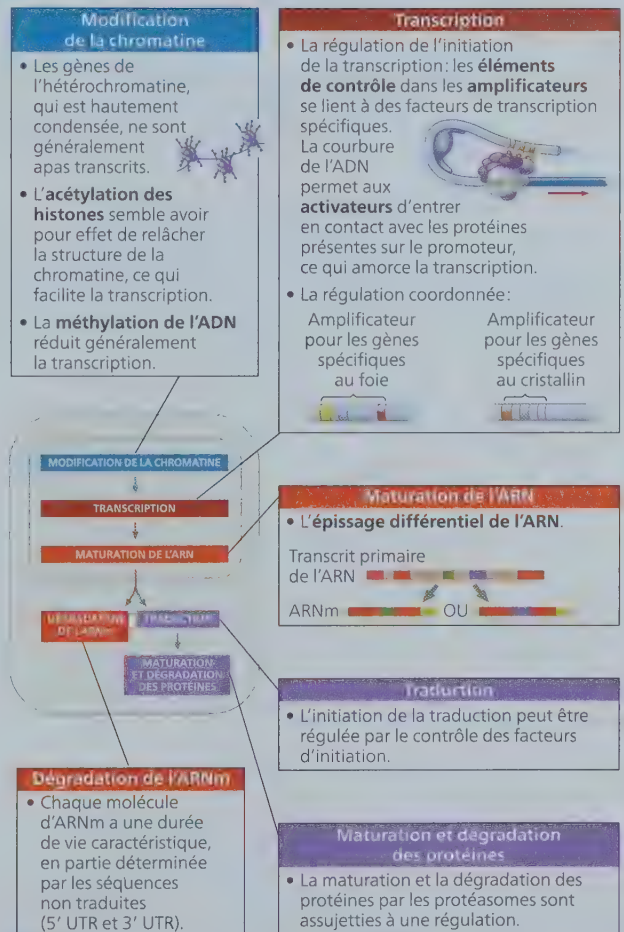 Modification
de la chromatine
• Les gènes de
l'hétérochromatine,
qui est hautement
condensée, ne sont
généralement
apas transcrits.
• L'acétylation des
histones semble avoir
pour effet de relâcher
la structure de la
chromatine, ce qui
facilite la transcription.
• La méthylation de l'ADN
réduit généralement
la transcription.
Transcription
• La régulation de l'initiation
de la transcription: les éléments
de contrôle dans les amplificateurs
se lient à des facteurs de transcription
spécifiques.
La courbure
de l'ADN
permet aux
activateurs d'entrer
en contact avec les protéines
présentes sur le promoteur,
ce qui amorce la transcription.
• La régulation coordonnée:
Amplificateur
pour les gènes
spécifiques
au foie
Amplificateur
pour les gènes
spécifiques
au cristallin
MODIFICATION DE LA CHROMATINE
TRANSCRIPTION
MATURATION DE L'ARN
DÉGRADATION
DE L'ARNm
TRADUCTION
MATURATION
ET DÉGRADATION
DES PROTÉINES
Maturation de l'ARN
• L'épissage différentiel de l'ARN.
Transcrit primaire
de l'ARN
ARNm
OU
Traduction
• L'initiation de la traduction peut être
régulée par le contrôle des facteurs
d'initiation.
Dégradation de l'ARNm
• Chaque molécule
d'ARNm a une durée
de vie caractéristique,
en partie déterminée
par les séquences
non traduites
(5' UTR et 3' UTR).
Maturation et dégradation
des protéines
• La maturation et la dégradation des
protéines par les protéasomes sont
assujetties à une régulation.